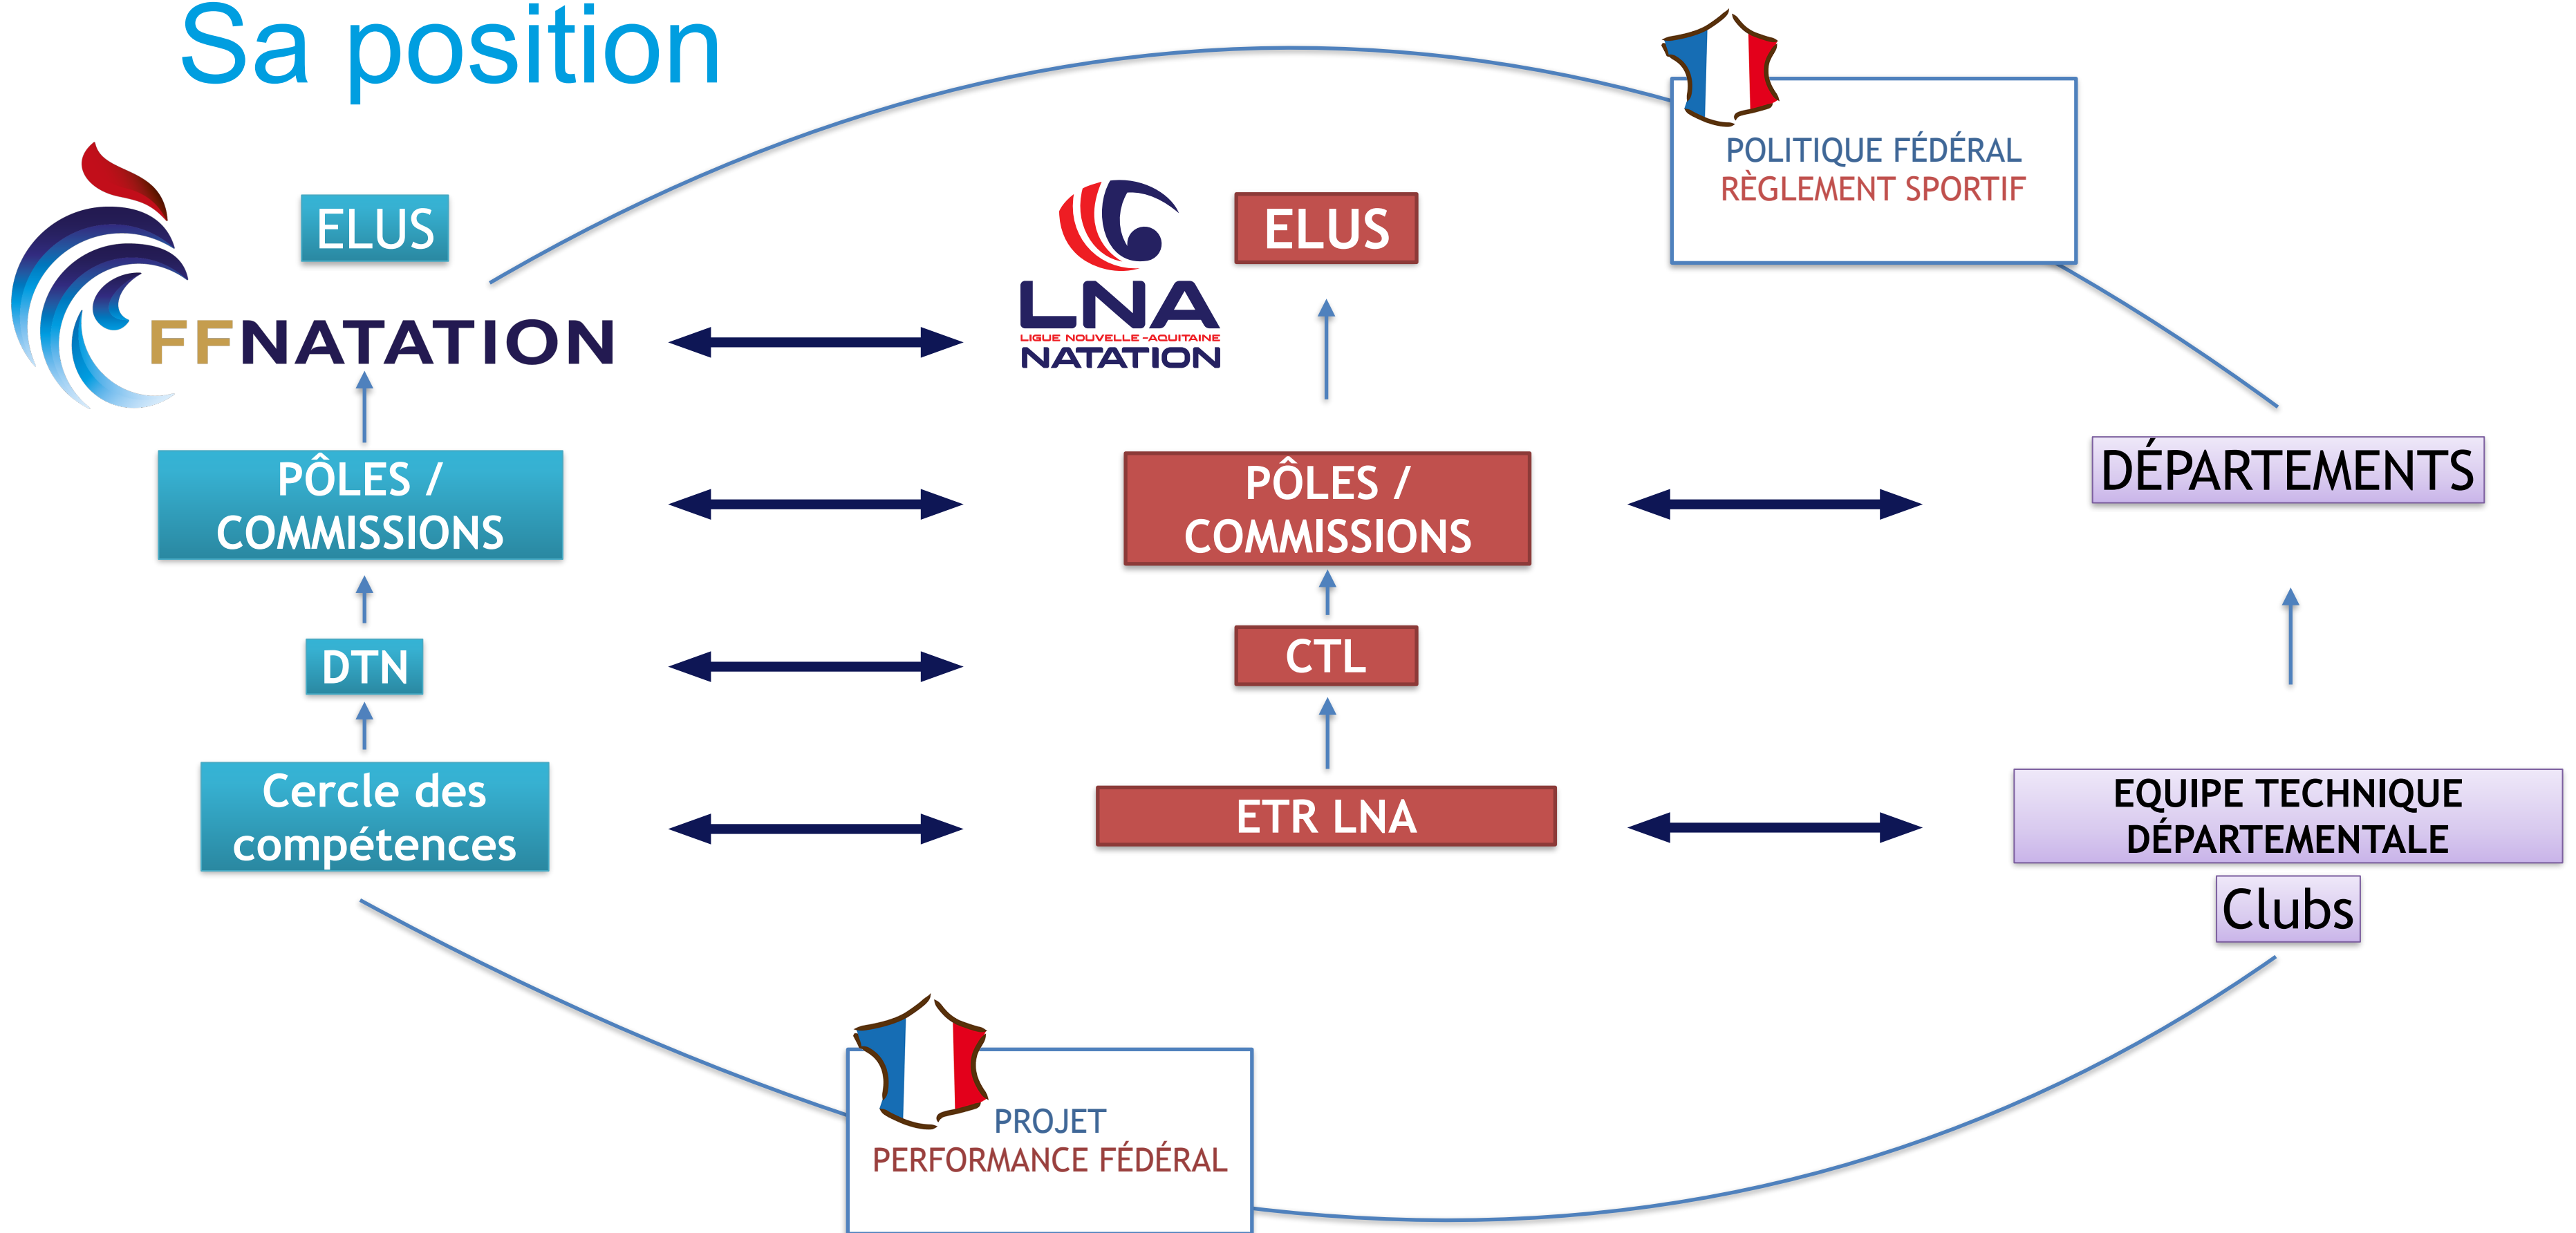 Sa position
POLITIQUE FÉDÉRAL
RÈGLEMENT SPORTIF
ELUS
FFNATATION
LNA
LIGUE NOUVELLE-AQUITAINE
NATATION
ELUS
PÔLES /
COMMISSIONS
PÔLES /
COMMISSIONS
DÉPARTEMENTS
DTN
CTL
Cercle des
compétences
ETR LNA
EQUIPE TECHNIQUE
DÉPARTEMENTALE
Clubs
PROJET
PERFORMANCE FÉDÉRAL